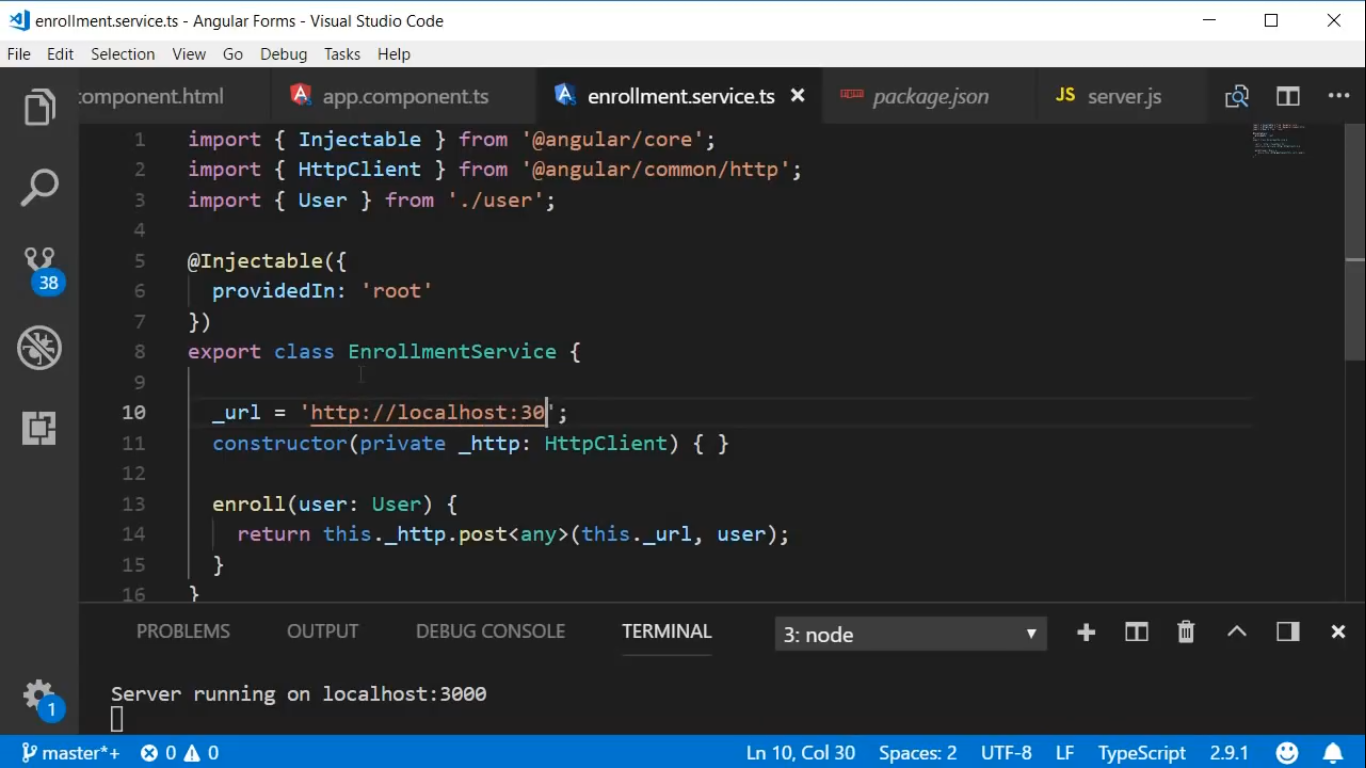 enrollment.service.ts - Angular Forms - Visual Studio Code
File Edit Selection View Go Debug Tasks Help
component.html app.component.ts enrollment.service.ts package.json JS server.js
1 import { Injectable } from '@angular/core';
2 import { HttpClient } from '@angular/common/http';
3 import { User } from './user';
4
5 @Injectable({
6 providedIn: 'root'
7 })
8 export class EnrollmentService {
9
10 _url = 'http://localhost:30';
11 constructor(private _http: HttpClient) { }
12
13 enroll(user: User) {
14 return this._http.post<any>(this._url, user);
15 }
16 }
38
PROBLEMS OUTPUT DEBUG CONSOLE TERMINAL 3: node
Server running on localhost:3000
1
master*+ 0 0 Ln 10, Col 30 Spaces: 2 UTF-8 LF TypeScript 2.9.1